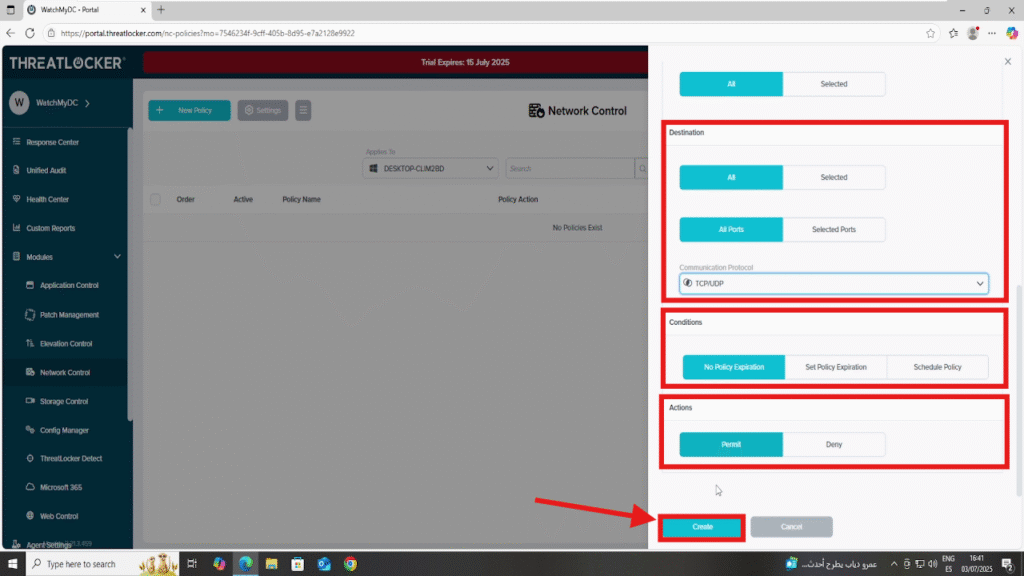 WatchMyDC - Portal
https://portal.threatlocker.com/nc-policies?mo=7546234f-9cff-405b-8d95-e7a2128e9922
THREATLOCKER
Trial Expires: 15 July 2025
W WatchMyDC
Response Center
Unified Audit
Health Center
Custom Reports
Modules
Application Control
Patch Management
Elevation Control
Network Control
Storage Control
Config Manager
ThreatLocker Detect
Microsoft 365
Web Control
Agent Settings
+ New Policy
Settings
Network Control
Applies To
DESKTOP-CLIM2BD
Search
Order Active Policy Name Policy Action
No Policies Exist
All Selected
Destination
All Selected
All Ports Selected Ports
Communication Protocol
TCP/UDP
Conditions
No Policy Expiration Set Policy Expiration Schedule Policy
Actions
Permit Deny
Create Cancel
Type here to search
عمرو دياب يطرح أحدث...
ENG
ES
16:41
03/07/2025